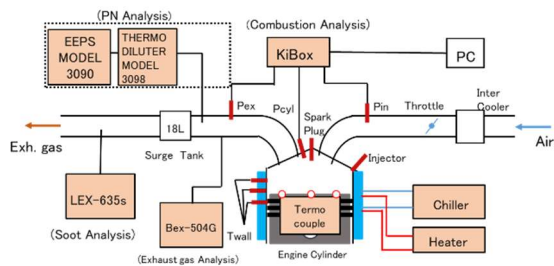 (PN Analysis)
(Combustion Analysis)
EEPS
MODEL
3090
THERMO
DILUTER
MODEL
3098
KiBox
PC
Pex
Pcyl
Spark
Plug
Pin
Throttle
Inter
Cooler
18L
Exh. gas
Surge Tank
Air
Injector
LEX-635s
(Soot Analysis)
Bex-504G
(Exhaust gas Analysis)
Twall
Termo
couple
Engine Cylinder
Chiller
Heater